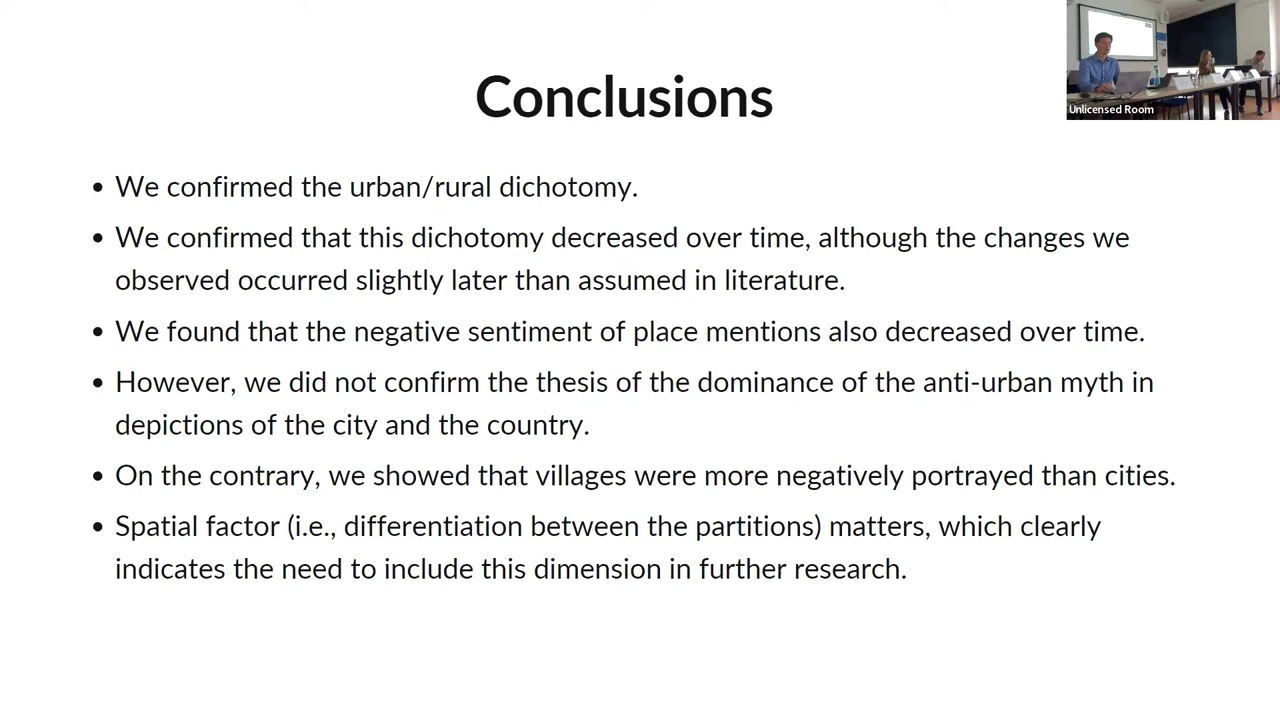 Unlicensed Room
Conclusions
• We confirmed the urban/rural dichotomy.
• We confirmed that this dichotomy decreased over time, although the changes we
observed occurred slightly later than assumed in literature.
• We found that the negative sentiment of place mentions also decreased over time.
• However, we did not confirm the thesis of the dominance of the anti-urban myth in
depictions of the city and the country.
• On the contrary, we showed that villages were more negatively portrayed than cities.
• Spatial factor (i.e., differentiation between the partitions) matters, which clearly
indicates the need to include this dimension in further research.